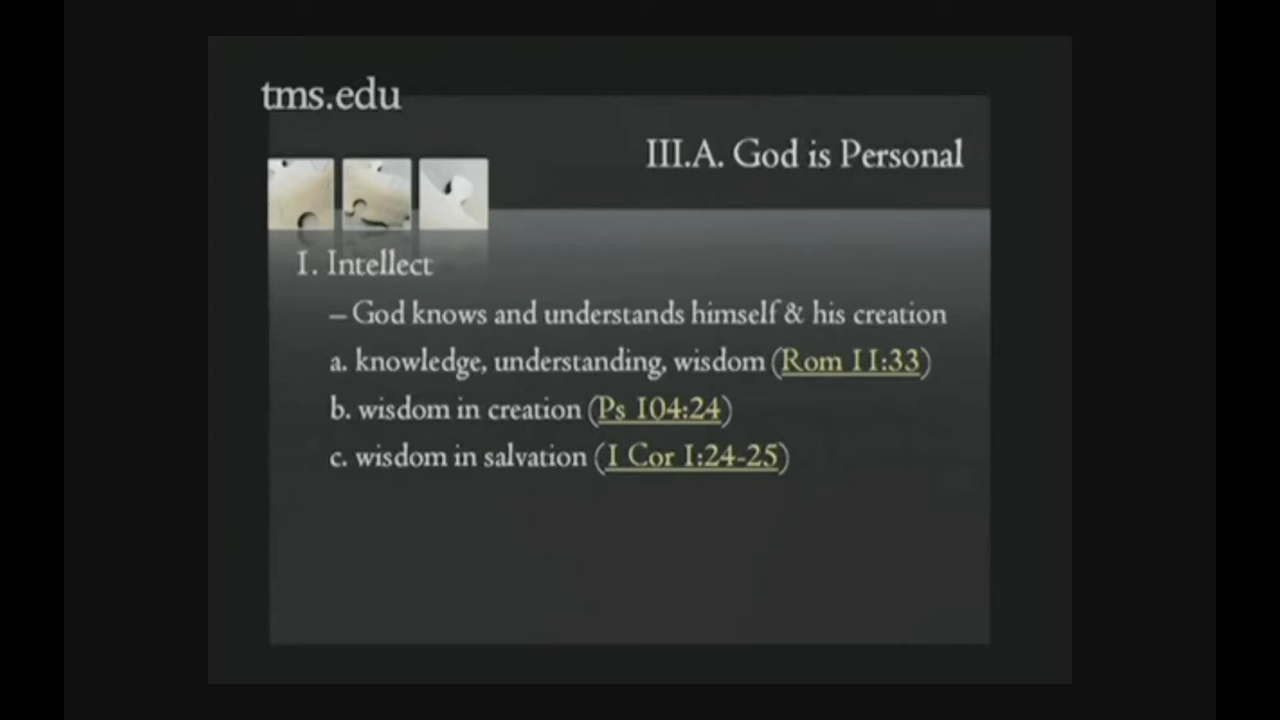 tms.edu
III.A. God is Personal
1. Intellect
– God knows and understands himself & his creation
a. knowledge, understanding, wisdom (Rom 11:33)
b. wisdom in creation (Ps 104:24)
c. wisdom in salvation (1 Cor 1:24-25)